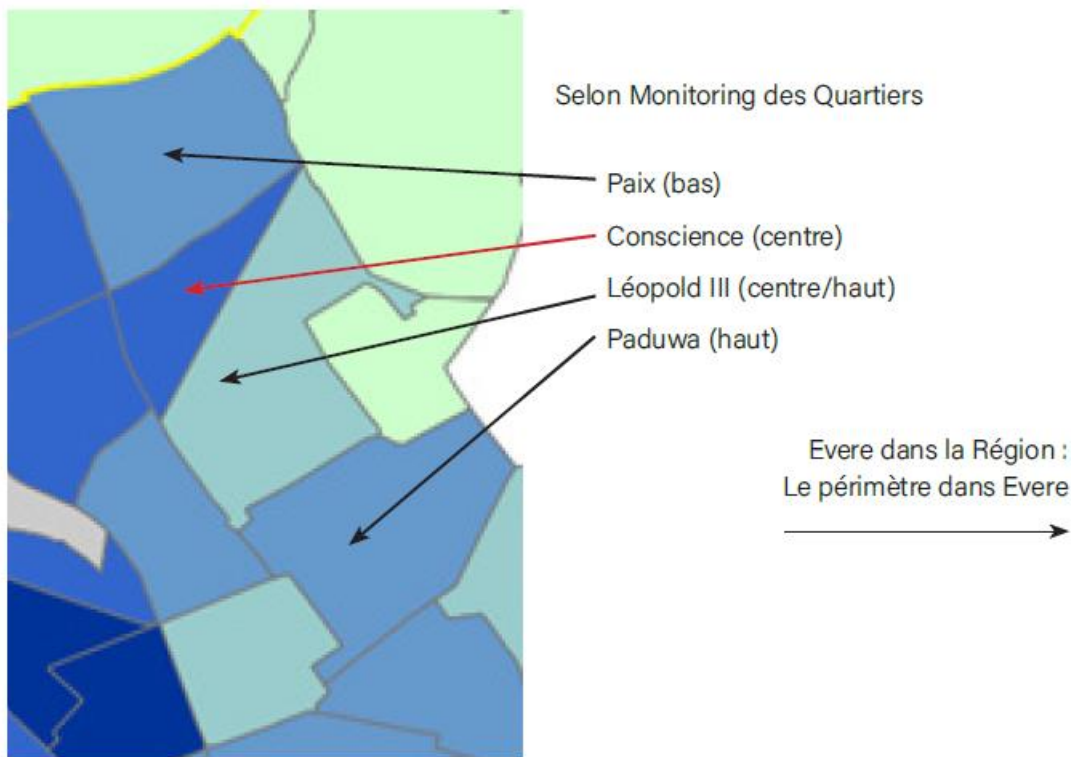 Selon Monitoring des Quartiers
Paix (bas)
Conscience (centre)
Léopold III (centre/haut)
Paduwa (haut)
Evere dans la Région :
Le périmètre dans Evere